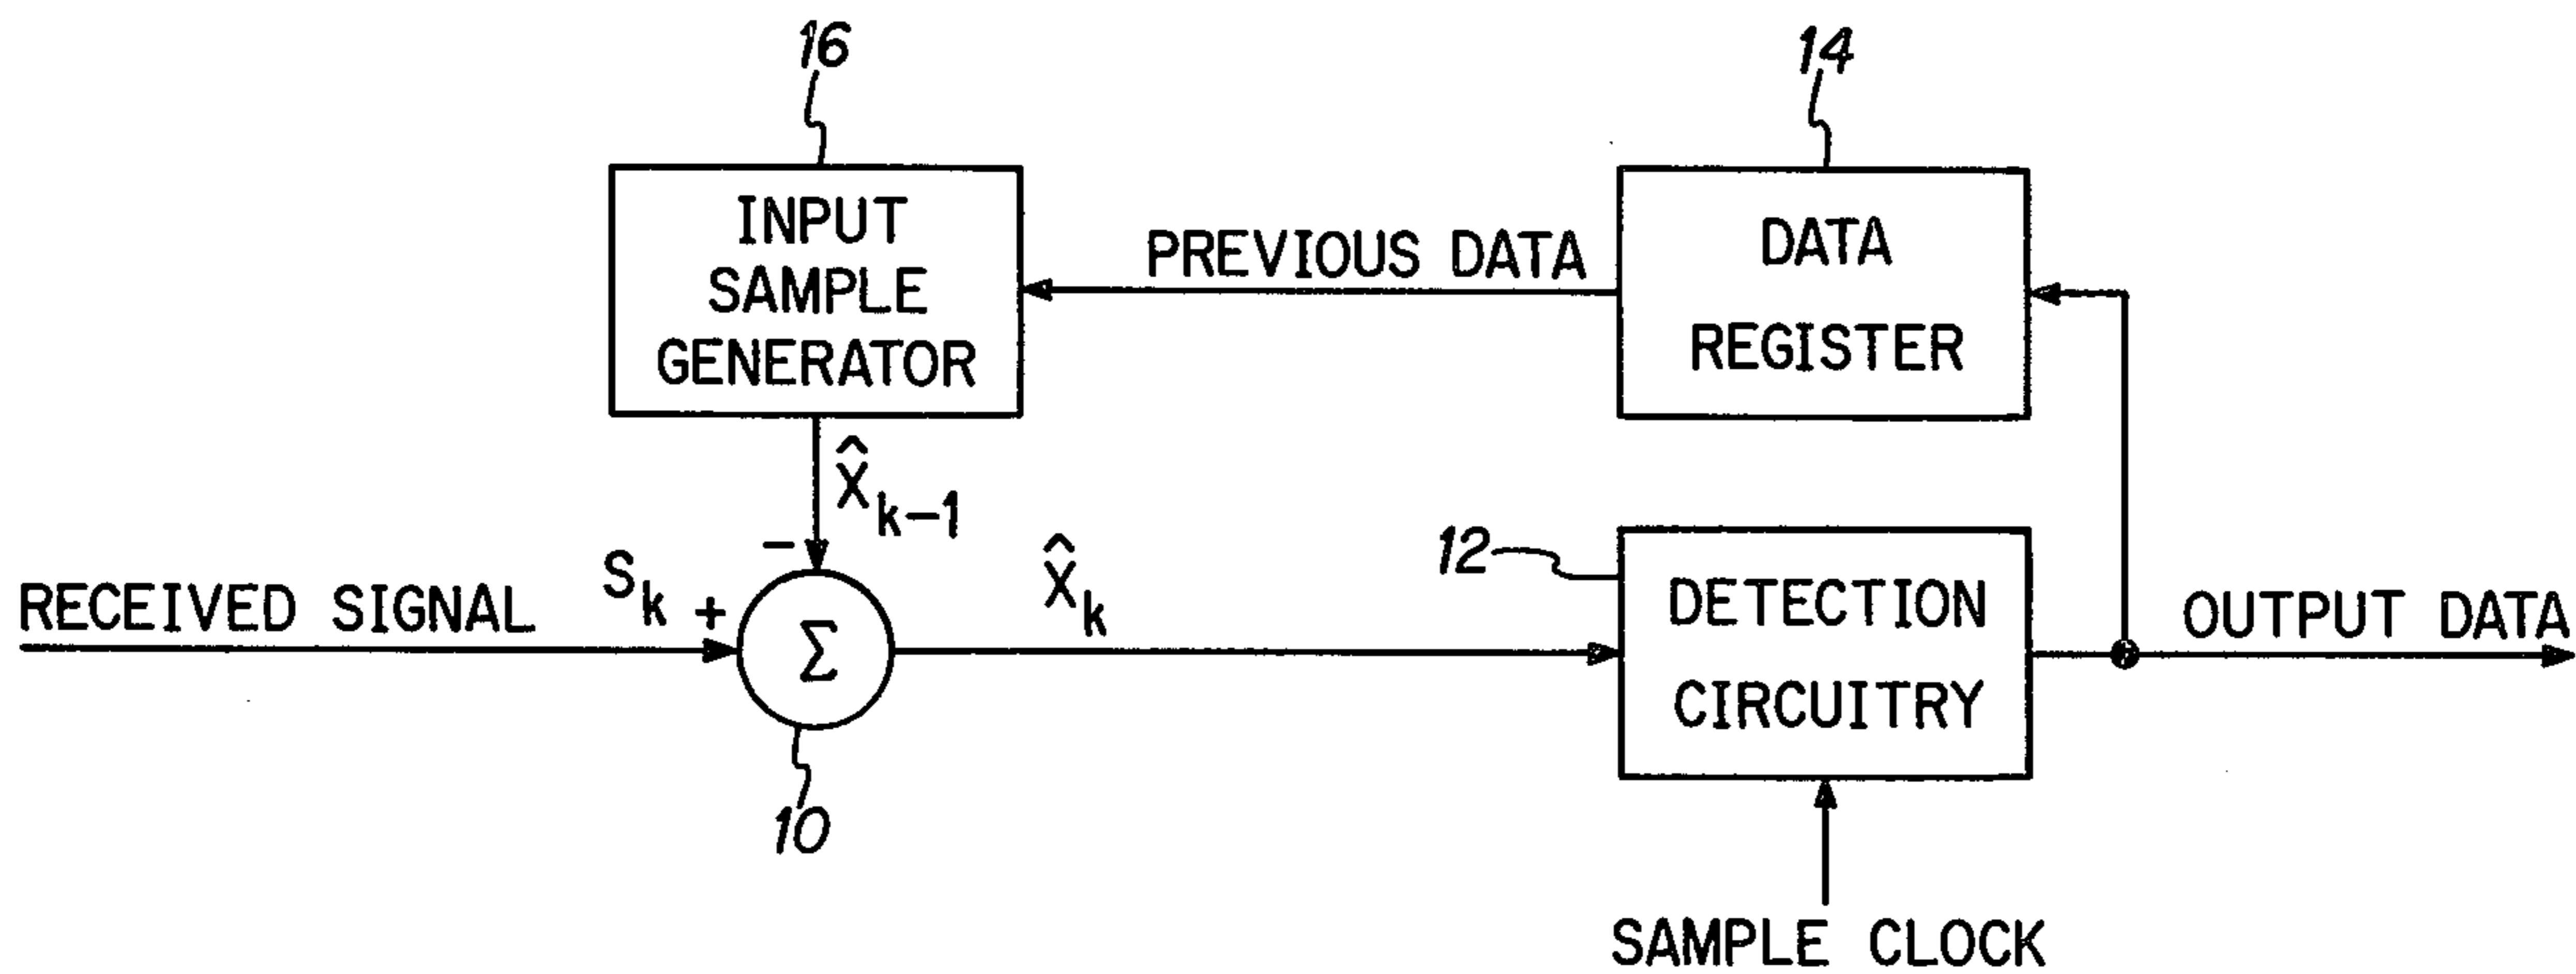 16
14
INPUT
SAMPLE
GENERATOR
PREVIOUS DATA
DATA
REGISTER
X̂k-1
-
RECEIVED SIGNAL
Sk +
Σ
X̂k
12
DETECTION
CIRCUITRY
OUTPUT DATA
10
SAMPLE CLOCK